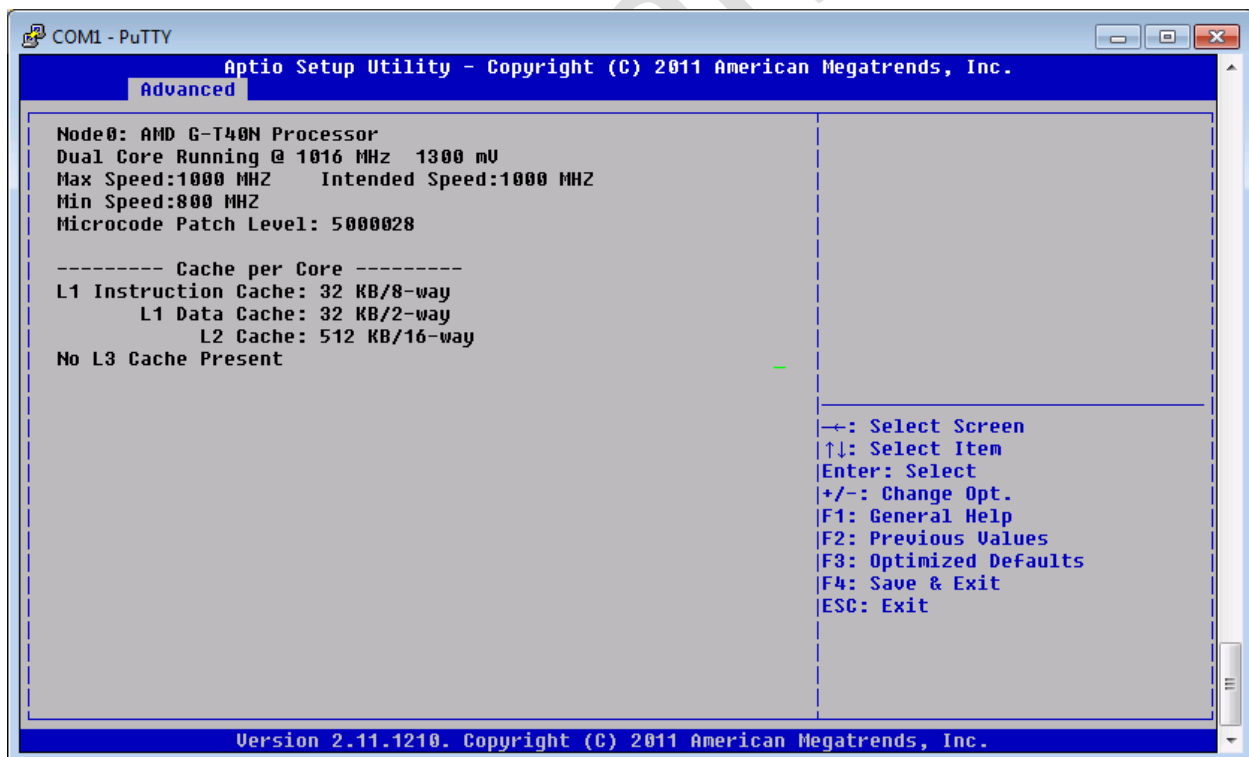 COM1 - PuTTY
Aptio Setup Utility - Copyright (C) 2011 American Megatrends, Inc.
Advanced
Node0: AMD G-T40N Processor
Dual Core Running @ 1016 MHz  1300 mV
Max Speed:1000 MHZ    Intended Speed:1000 MHZ
Min Speed:800 MHZ
Microcode Patch Level: 5000028
--------- Cache per Core ---------
L1 Instruction Cache: 32 KB/8-way
L1 Data Cache: 32 KB/2-way
L2 Cache: 512 KB/16-way
No L3 Cache Present
→←: Select Screen
↑↓: Select Item
Enter: Select
+/-: Change Opt.
F1: General Help
F2: Previous Values
F3: Optimized Defaults
F4: Save & Exit
ESC: Exit
Version 2.11.1210. Copyright (C) 2011 American Megatrends, Inc.